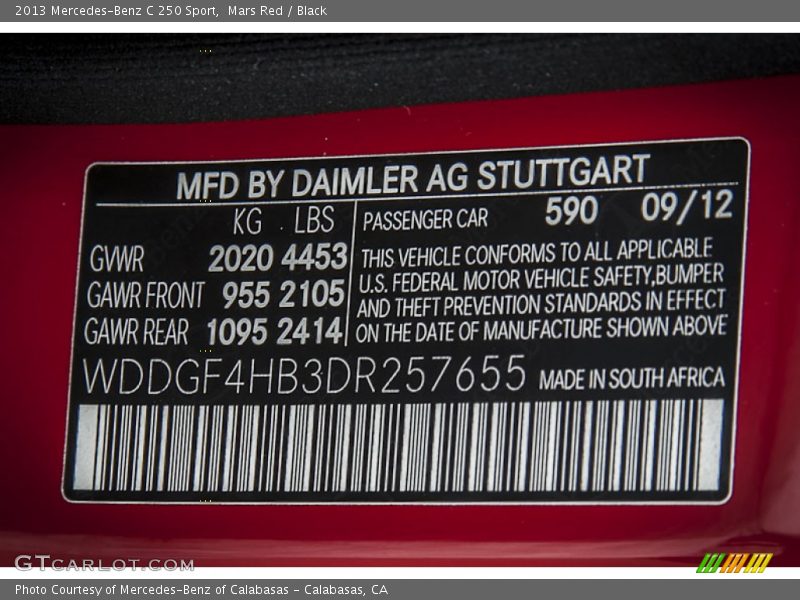 2013 Mercedes-Benz C 250 Sport, Mars Red / Black
MFD BY DAIMLER AG STUTTGART
KG LBS
GVWR 2020 4453
GAWR FRONT 955 2105
GAWR REAR 1095 2414
PASSENGER CAR 590 09/12
THIS VEHICLE CONFORMS TO ALL APPLICABLE
U.S. FEDERAL MOTOR VEHICLE SAFETY,BUMPER
AND THEFT PREVENTION STANDARDS IN EFFECT
ON THE DATE OF MANUFACTURE SHOWN ABOVE
WDDGF4HB3DR257655 MADE IN SOUTH AFRICA
GTCARLOT.COM
Photo Courtesy of Mercedes-Benz of Calabasas - Calabasas, CA